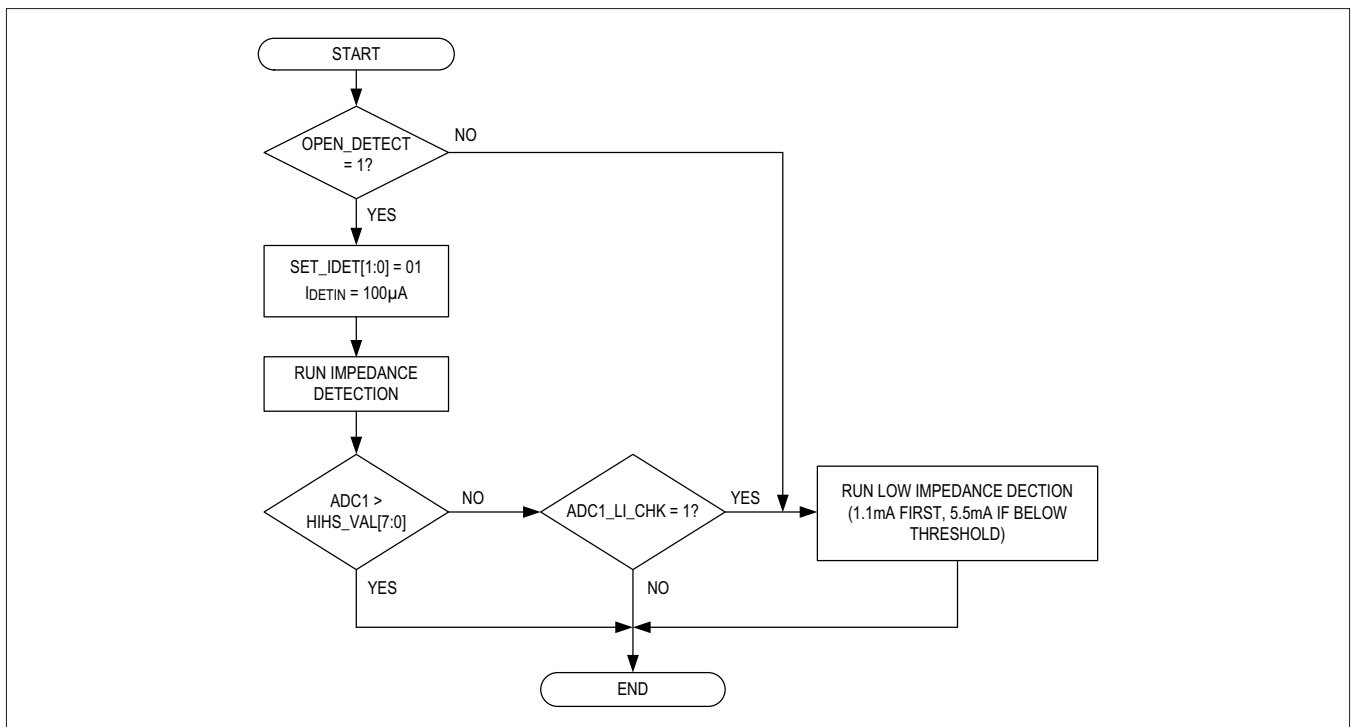 START
OPEN_DETECT
= 1?
NO
YES
SET_IDET[1:0] = 01
IDETIN = 100µA
RUN IMPEDANCE
DETECTION
ADC1 >
HIHS_VAL[7:0]
NO
YES
ADC1_LI_CHK = 1?
YES
NO
RUN LOW IMPEDANCE DECTION
(1.1mA FIRST, 5.5mA IF BELOW
THRESHOLD)
END